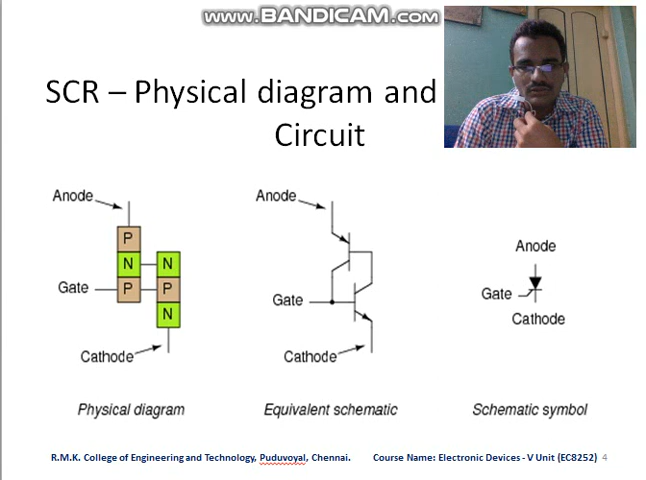 www.BANDICAM.com
SCR – Physical diagram and
Circuit
Anode
P
N N
Gate P P
N
Cathode
Physical diagram
Anode
Gate
Cathode
Equivalent schematic
Anode
Gate
Cathode
Schematic symbol
R.M.K. College of Engineering and Technology, Puduvoyal, Chennai. Course Name: Electronic Devices - V Unit (EC8252) 4